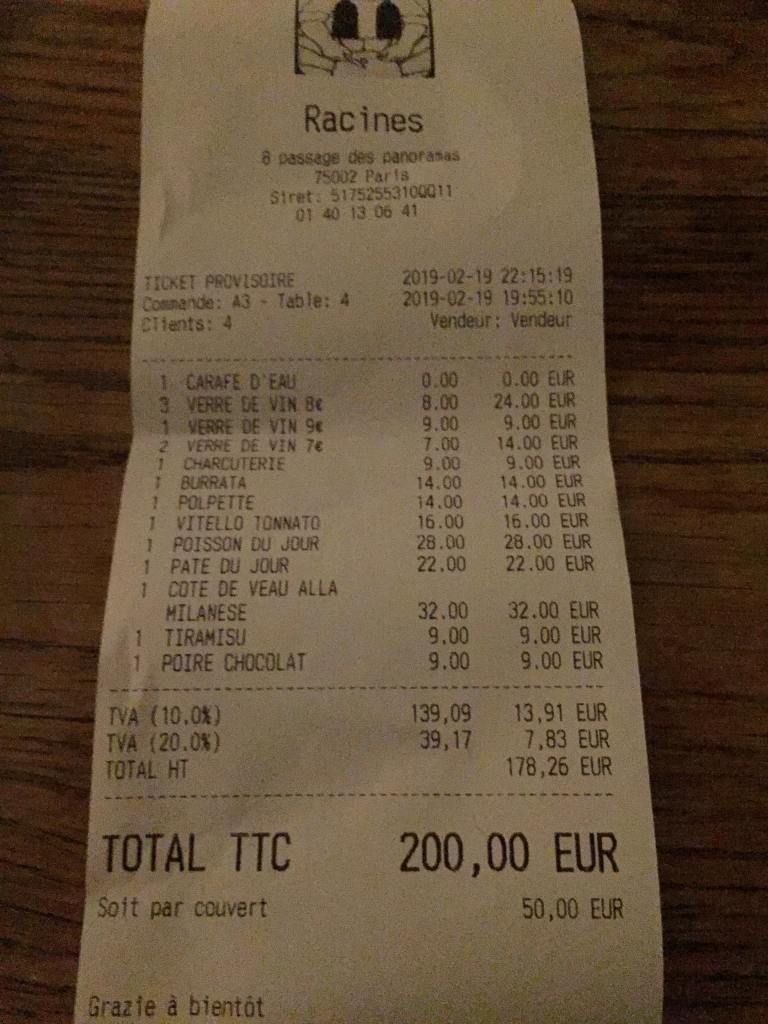 Racines
8 passage des panoramas
75002 Paris
Siret: 51752553100011
01 40 13 06 41
TICKET PROVISOIRE 2019-02-19 22:15:19
Commande: A3 - Table: 4 2019-02-19 19:55:10
Clients: 4 Vendeur: Vendeur
1 CARAFE D'EAU 0.00 0.00 EUR
3 VERRE DE VIN 8€ 8.00 24.00 EUR
1 VERRE DE VIN 9€ 9.00 9.00 EUR
2 VERRE DE VIN 7€ 7.00 14.00 EUR
1 CHARCUTERIE 9.00 9.00 EUR
1 BURRATA 14.00 14.00 EUR
1 POLPETTE 14.00 14.00 EUR
1 VITELLO TONNATO 16.00 16.00 EUR
1 POISSON DU JOUR 28.00 28.00 EUR
1 PATE DU JOUR 22.00 22.00 EUR
1 COTE DE VEAU ALLA
MILANESE 32.00 32.00 EUR
1 TIRAMISU 9.00 9.00 EUR
1 POIRE CHOCOLAT 9.00 9.00 EUR
TVA (10.0%) 139,09 13,91 EUR
TVA (20.0%) 39,17 7,83 EUR
TOTAL HT 178,26 EUR
TOTAL TTC 200,00 EUR
Soit par couvert 50,00 EUR
Grazie à bientôt